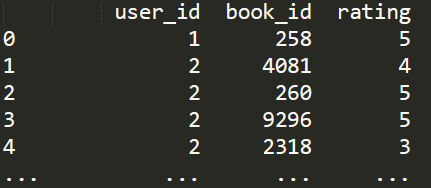 user_id book_id rating
0 1 258 5
1 2 4081 4
2 2 260 5
3 2 9296 5
4 2 2318 3
... ... ... ...